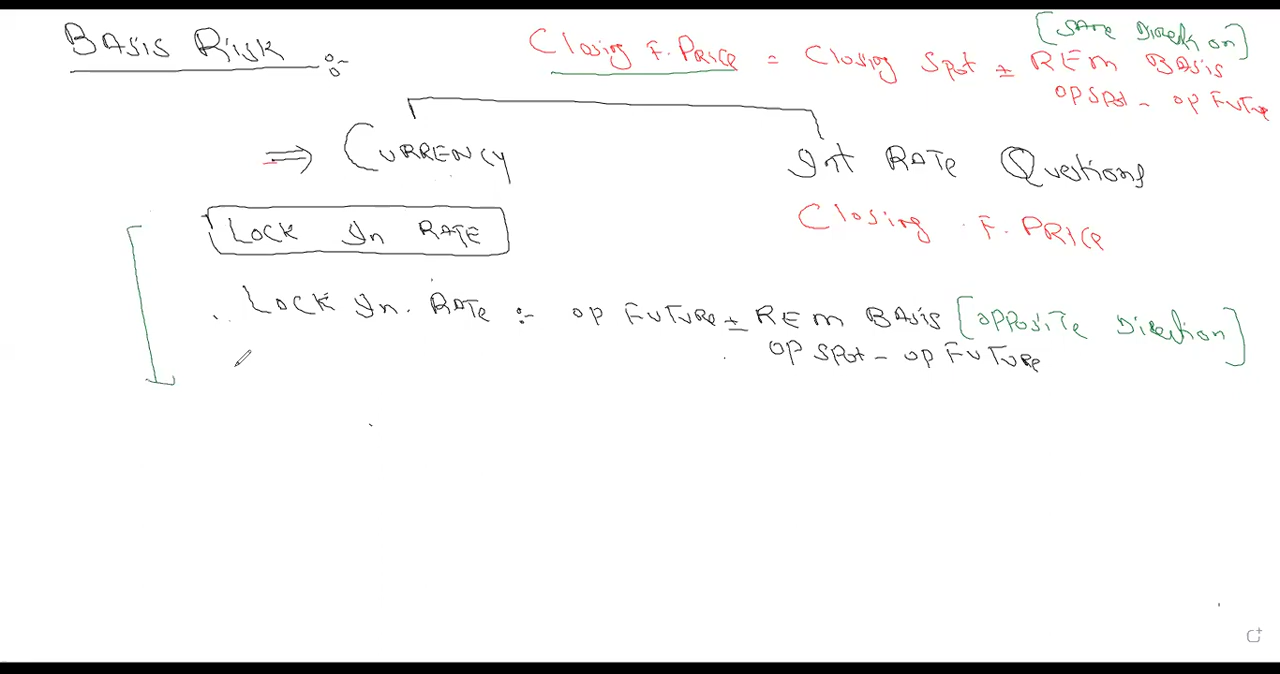 BASIS RISK :-
[SAME DIRECTION]
CLOSING F. PRICE = CLOSING SPOT ± REM BASIS
OP SPOT - OP FUTURE
⇒ CURRENCY
INT RATE QUESTIONS
LOCK IN RATE
CLOSING F. PRICE
LOCK IN. RATE :- OP FUTURE ± REM BASIS [OPPOSITE DIRECTION]
OP SPOT - OP FUTURE